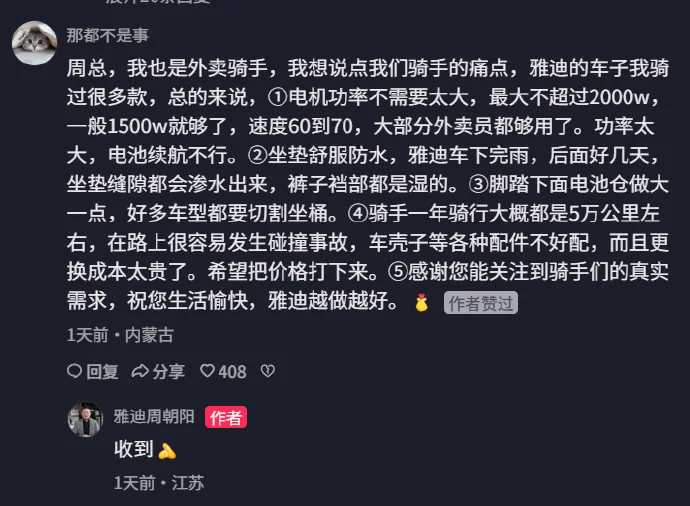 那都不是事
周总，我也是外卖骑手，我想说点我们骑手的痛点，雅迪的车子我骑
过很多款，总的来说，①电机功率不需要太大，最大不超过2000w，
一般1500w就够了，速度60到70，大部分外卖员都够用了。功率太
大，电池续航不行。②坐垫舒服防水，雅迪车下完雨，后面好几天，
坐垫缝隙都会渗水出来，裤子裆部都是湿的。③脚踏下面电池仓做大
一点，好多车型都要切割坐桶。④骑手一年骑行大概都是5万公里左
右，在路上很容易发生碰撞事故，车壳子等各种配件不好配，而且更
换成本太贵了。希望把价格打下来。⑤感谢您能关注到骑手们的真实
需求，祝您生活愉快，雅迪越做越好。 作者赞过
1天前·内蒙古
回复 分享 408
雅迪周朝阳 作者
收到
1天前·江苏